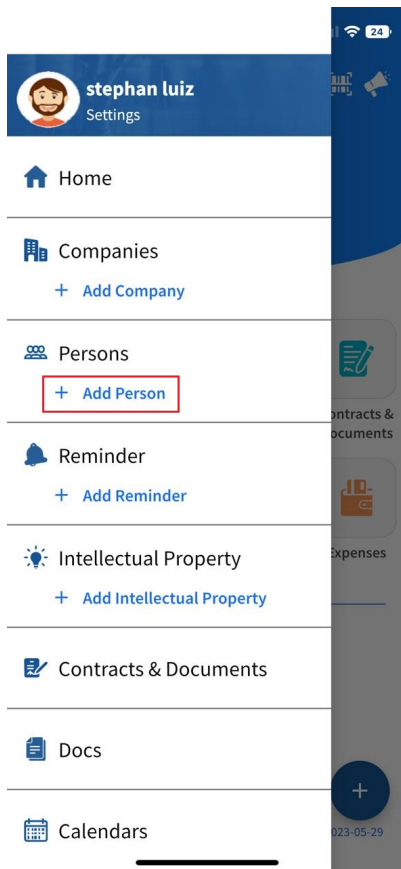 24
stephan luiz
Settings
Home
Companies
+ Add Company
Persons
+ Add Person
Reminder
+ Add Reminder
Intellectual Property
+ Add Intellectual Property
Contracts & Documents
Docs
Calendars
ontracts &
ocuments
Expenses
+
023-05-29